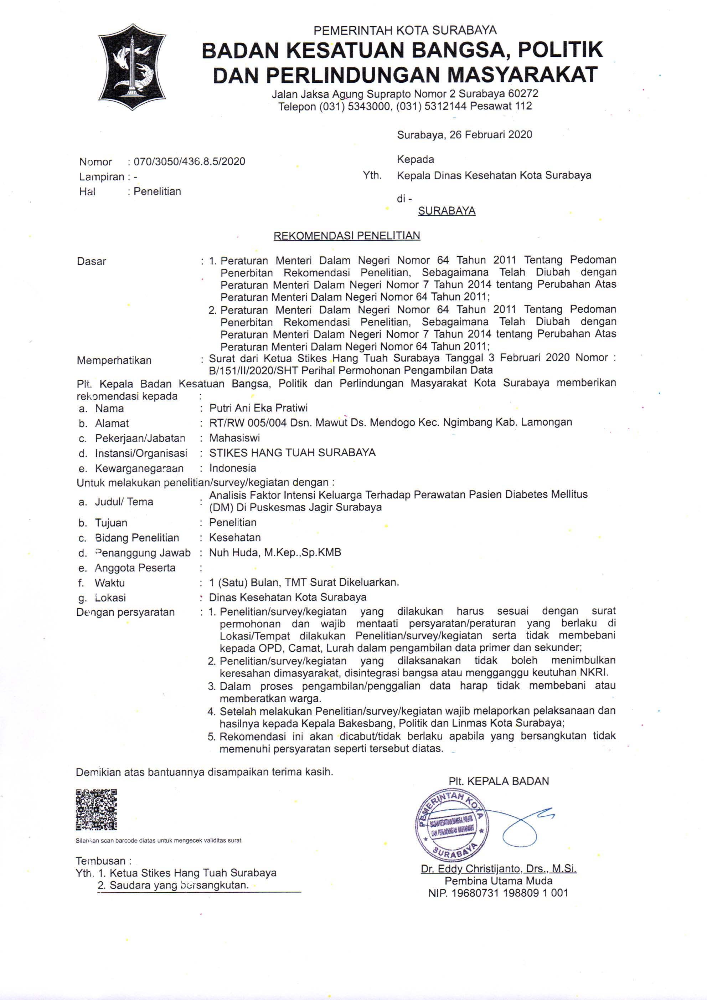 PEMERINTAH KOTA SURABAYA
BADAN KESATUAN BANGSA, POLITIK
DAN PERLINDUNGAN MASYARAKAT
Jalan Jaksa Agung Suprapto Nomor 2 Surabaya 60272
Telepon (031) 5343000, (031) 5312144 Pesawat 112
Surabaya, 26 Februari 2020
Nomor : 070/3050/436.8.5/2020
Lampiran : -
Hal : Penelitian
Kepada
Yth. Kepala Dinas Kesehatan Kota Surabaya
di -
SURABAYA
REKOMENDASI PENELITIAN
Dasar : 1. Peraturan Menteri Dalam Negeri Nomor 64 Tahun 2011 Tentang Pedoman
Penerbitan Rekomendasi Penelitian, Sebagaimana Telah Diubah dengan
Peraturan Menteri Dalam Negeri Nomor 7 Tahun 2014 tentang Perubahan Atas
Peraturan Menteri Dalam Negeri Nomor 64 Tahun 2011;
2. Peraturan Menteri Dalam Negeri Nomor 64 Tahun 2011 Tentang Pedoman
Penerbitan Rekomendasi Penelitian, Sebagaimana Telah Diubah dengan
Peraturan Menteri Dalam Negeri Nomor 7 Tahun 2014 tentang Perubahan Atas
Peraturan Menteri Dalam Negeri Nomor 64 Tahun 2011;
Memperhatikan : Surat dari Ketua Stikes Hang Tuah Surabaya Tanggal 3 Februari 2020 Nomor :
B/151/II/2020/SHT Perihal Permohonan Pengambilan Data
Plt. Kepala Badan Kesatuan Bangsa, Politik dan Perlindungan Masyarakat Kota Surabaya memberikan
rekomendasi kepada :
a. Nama : Putri Ani Eka Pratiwi
b. Alamat : RT/RW 005/004 Dsn. Mawut Ds. Mendogo Kec. Ngimbang Kab. Lamongan
c. Pekerjaan/Jabatan : Mahasiswi
d. Instansi/Organisasi : STIKES HANG TUAH SURABAYA
e. Kewarganegaraan : Indonesia
Untuk melakukan penelitian/survey/kegiatan dengan :
a. Judul/ Tema : Analisis Faktor Intensi Keluarga Terhadap Perawatan Pasien Diabetes Mellitus
(DM) Di Puskesmas Jagir Surabaya
b. Tujuan : Penelitian
c. Bidang Penelitian : Kesehatan
d. Penanggung Jawab : Nuh Huda, M.Kep.,Sp.KMB
e. Anggota Peserta :
f. Waktu : 1 (Satu) Bulan, TMT Surat Dikeluarkan.
g. Lokasi : Dinas Kesehatan Kota Surabaya
Dengan persyaratan : 1. Penelitian/survey/kegiatan yang dilakukan harus sesuai dengan surat
permohonan dan wajib mentaati persyaratan/peraturan yang berlaku di
Lokasi/Tempat dilakukan Penelitian/survey/kegiatan serta tidak membebani
kepada OPD, Camat, Lurah dalam pengambilan data primer dan sekunder;
2. Penelitian/survey/kegiatan yang dilaksanakan tidak boleh menimbulkan
keresahan dimasyarakat, disintegrasi bangsa atau mengganggu keutuhan NKRI.
3. Dalam proses pengambilan/penggalian data harap tidak membebani atau
memberatkan warga.
4. Setelah melakukan Penelitian/survey/kegiatan wajib melaporkan pelaksanaan dan
hasilnya kepada Kepala Bakesbang, Politik dan Linmas Kota Surabaya;
5. Rekomendasi ini akan dicabut/tidak berlaku apabila yang bersangkutan tidak
memenuhi persyaratan seperti tersebut diatas.
Demikian atas bantuannya disampaikan terima kasih.
Plt. KEPALA BADAN
PEMERINTAH KOTA
BADAN KESATUAN BANGSA, POLITIK
DAN PERLINDUNGAN MASYARAKAT
SURABAYA
Silahkan scan barcode diatas untuk mengecek validitas surat.
Dr. Eddy Christijanto, Drs., M.Si.
Pembina Utama Muda
NIP. 19680731 198809 1 001
Tembusan :
Yth. 1. Ketua Stikes Hang Tuah Surabaya
2. Saudara yang bersangkutan.